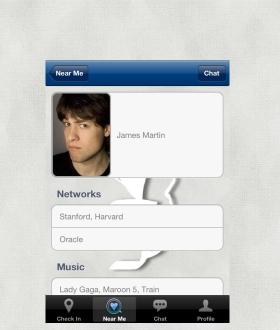 Near Me Chat
James Martin
Networks
Stanford, Harvard
Oracle
Music
Lady Gaga, Maroon 5, Train
Check In Near Me Chat Profile